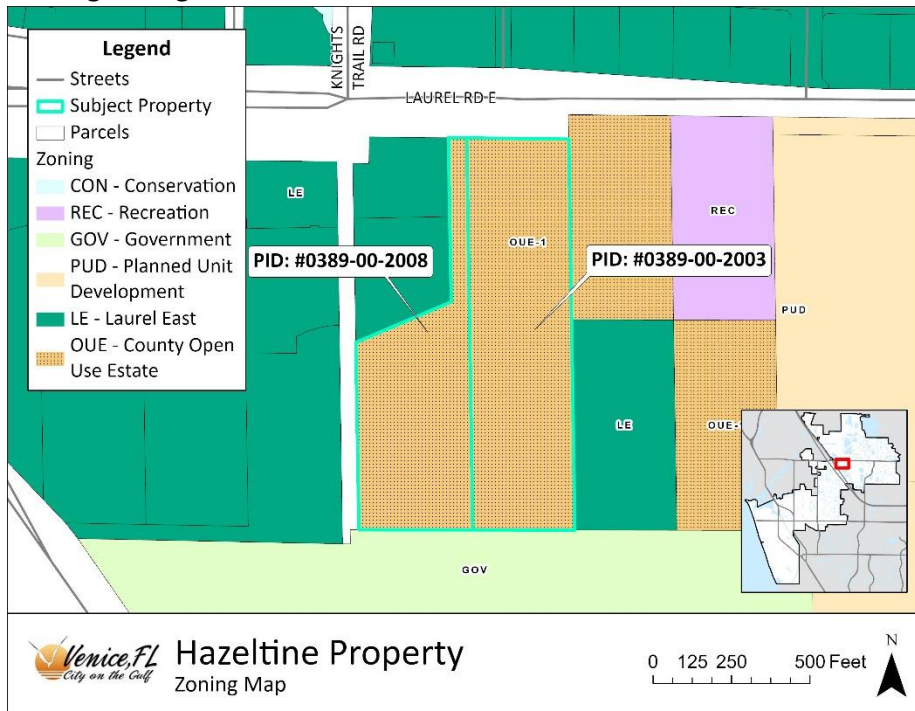 Legend
Streets
Subject Property
Parcels
Zoning
CON - Conservation
REC - Recreation
GOV - Government
PUD - Planned Unit
Development
LE - Laurel East
OUE - County Open
Use Estate
KNIGHTS
TRAIL RD
LAUREL RD E
LE
REC
OUE-1
PID: #0389-00-2008
PID: #0389-00-2003
PUD
LE
OUE-1
GOV
Venice, FL
City on the Gulf
Hazeltine Property
Zoning Map
0 125 250 500 Feet
N